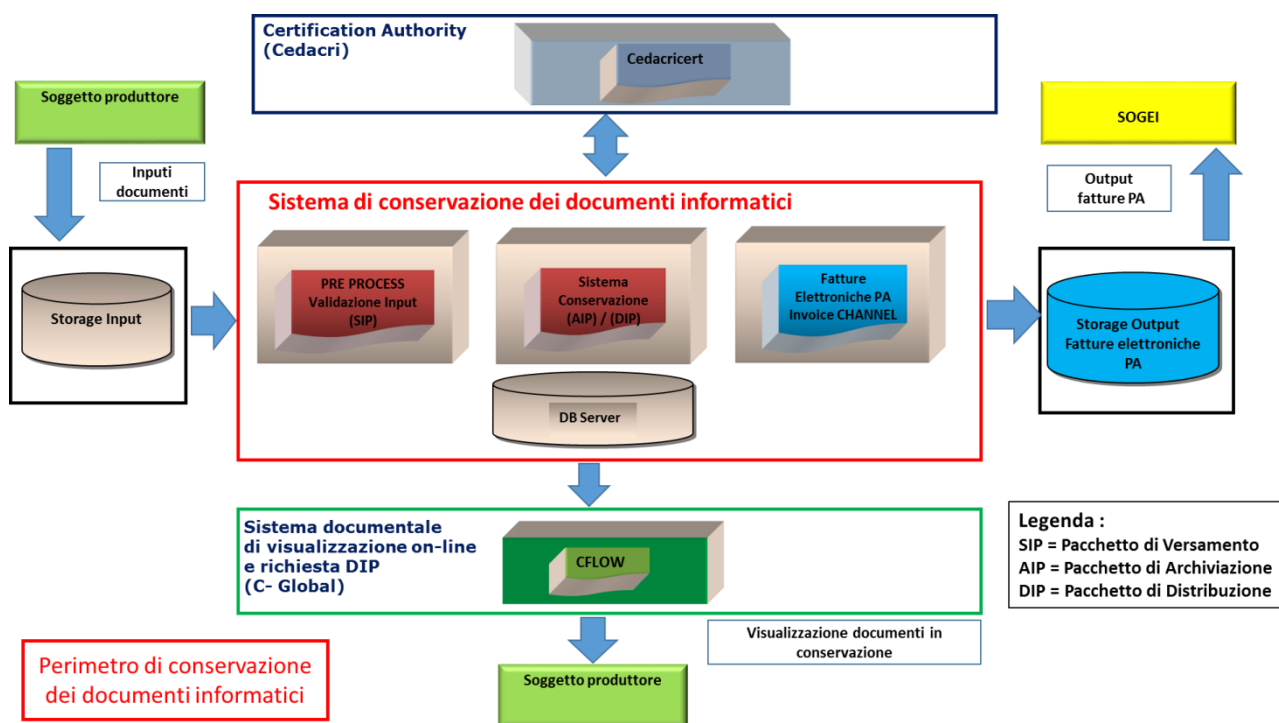 Certification Authority
(Cedacri)
Cedacricert
Soggetto produttore
SOGEI
Inputi
documenti
Output
fatture PA
Sistema di conservazione dei documenti informatici
Storage Input
PRE PROCESS
Validazione Input
(SIP)
Sistema
Conservazione
(AIP) / (DIP)
Fatture
Elettroniche PA
Invoice CHANNEL
Storage Output
Fatture elettroniche
PA
DB Server
Sistema documentale
di visualizzazione on-line
e richiesta DIP
(C- Global)
CFLOW
Legenda :
SIP = Pacchetto di Versamento
AIP = Pacchetto di Archiviazione
DIP = Pacchetto di Distribuzione
Visualizzazione documenti in
conservazione
Perimetro di conservazione
dei documenti informatici
Soggetto produttore